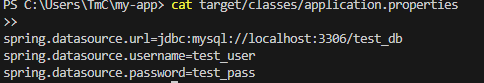 PS C:\Users\TmC\my-app> cat target/classes/application.properties
>>
spring.datasource.url=jdbc:mysql://localhost:3306/test_db
spring.datasource.username=test_user
spring.datasource.password=test_pass